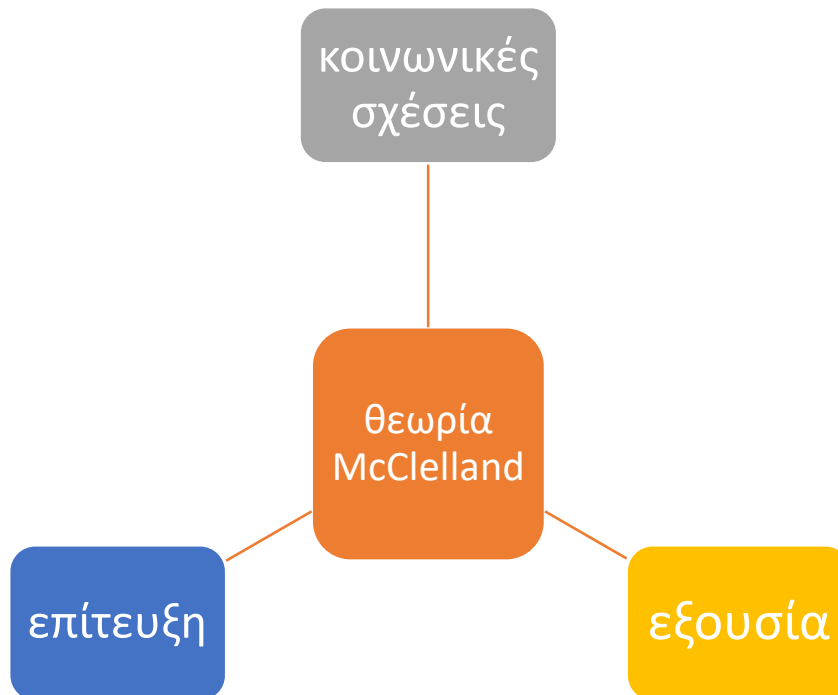 κοινωνικές
σχέσεις
θεωρία
McClelland
επίτευξη
εξουσία